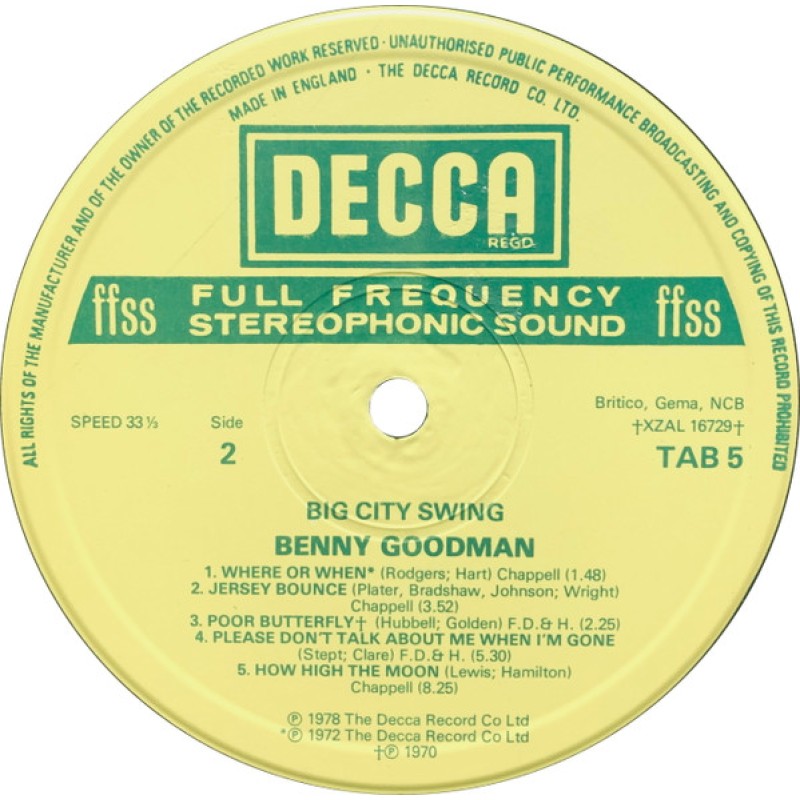 ALL RIGHTS OF THE MANUFACTURER AND OF THE OWNER OF THE RECORDED WORK RESERVED · UNAUTHORISED PUBLIC PERFORMANCE BROADCASTING AND COPYING OF THIS RECORD PROHIBITED
MADE IN ENGLAND · THE DECCA RECORD CO. LTD.
DECCA
REGD.
ffss FULL FREQUENCY STEREOPHONIC SOUND ffss
SPEED 33 ⅓
Side
2
Britico, Gema, NCB
†XZAL 16729†
TAB 5
BIG CITY SWING
BENNY GOODMAN
1. WHERE OR WHEN* (Rodgers; Hart) Chappell (1.48)
2. JERSEY BOUNCE (Plater, Bradshaw, Johnson; Wright)
Chappell (3.52)
3. POOR BUTTERFLY† (Hubbell; Golden) F.D.& H. (2.25)
4. PLEASE DON'T TALK ABOUT ME WHEN I'M GONE
(Stept; Clare) F.D.& H. (5.30)
5. HOW HIGH THE MOON (Lewis; Hamilton)
Chappell (8.25)
℗ 1978 The Decca Record Co Ltd
*℗ 1972 The Decca Record Co Ltd
†℗ 1970